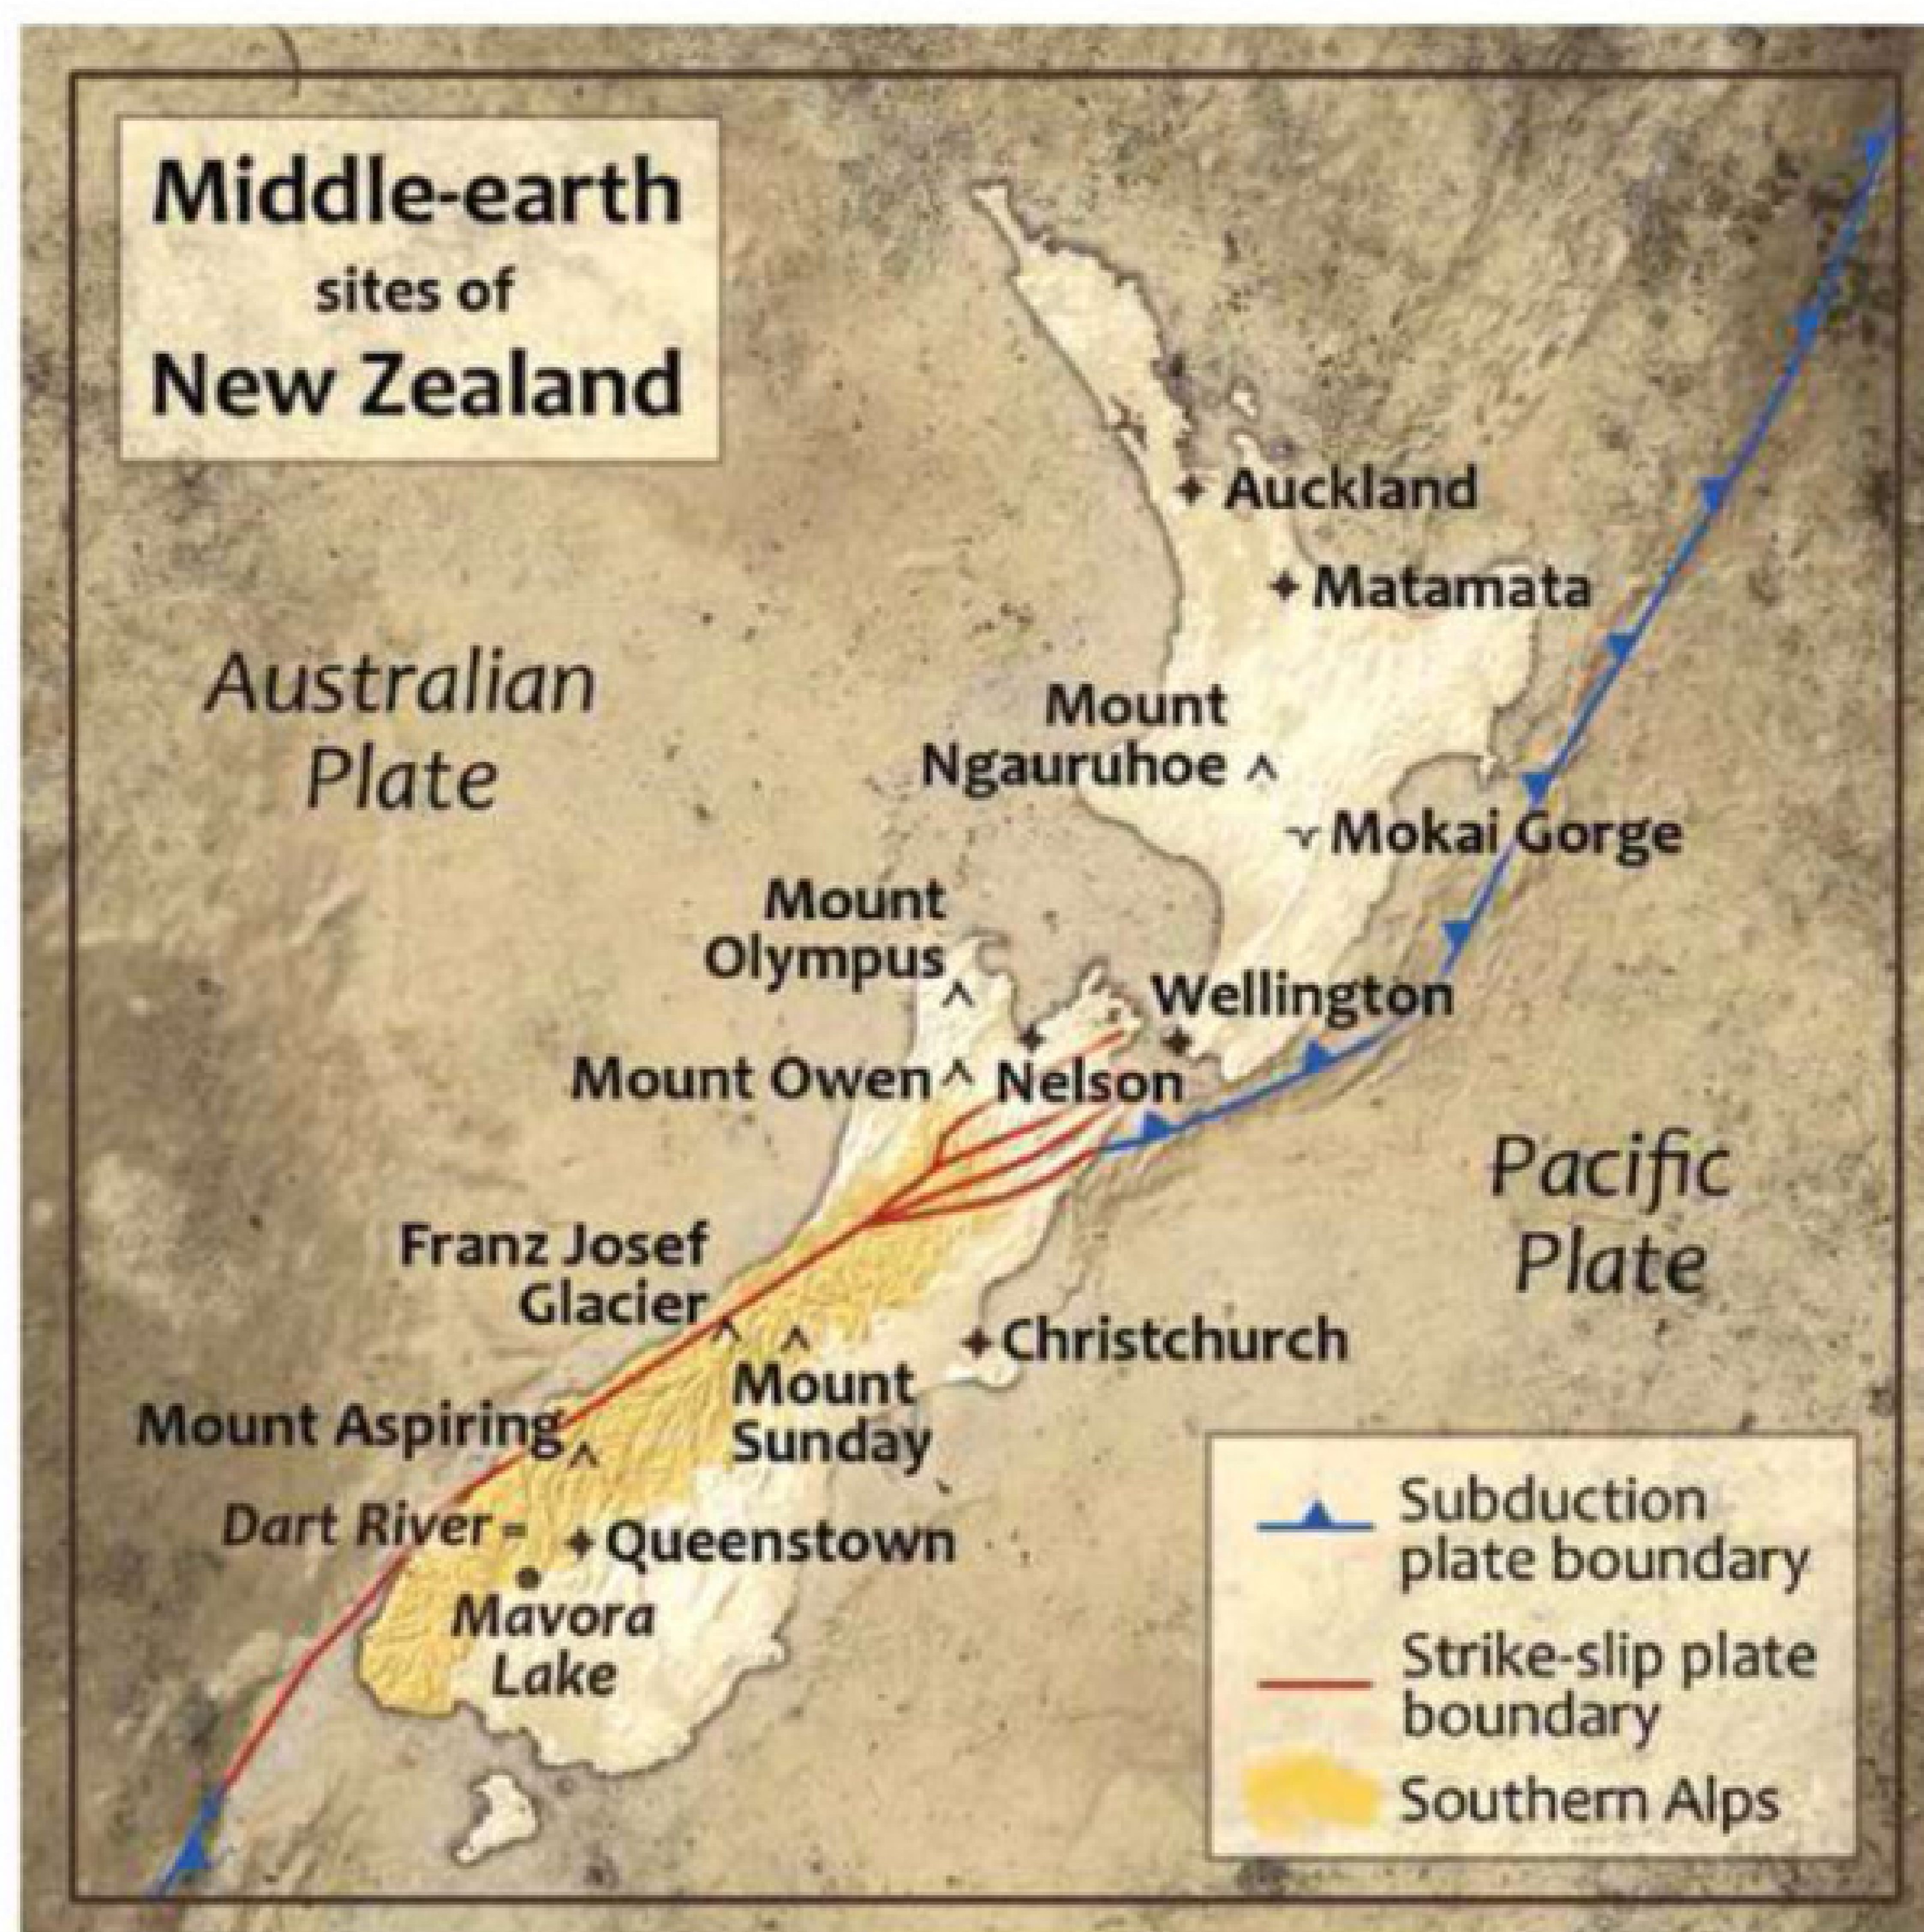 Middle-earth
sites of
New Zealand
Auckland
Matamata
Australian
Plate
Mount
Ngauruhoe
Mokai Gorge
Mount
Olympus
Wellington
Mount Owen
Nelson
Pacific
Plate
Franz Josef
Glacier
Christchurch
Mount
Sunday
Mount Aspiring
Dart River
Queenstown
Mavora
Lake
Subduction
plate boundary
Strike-slip plate
boundary
Southern Alps